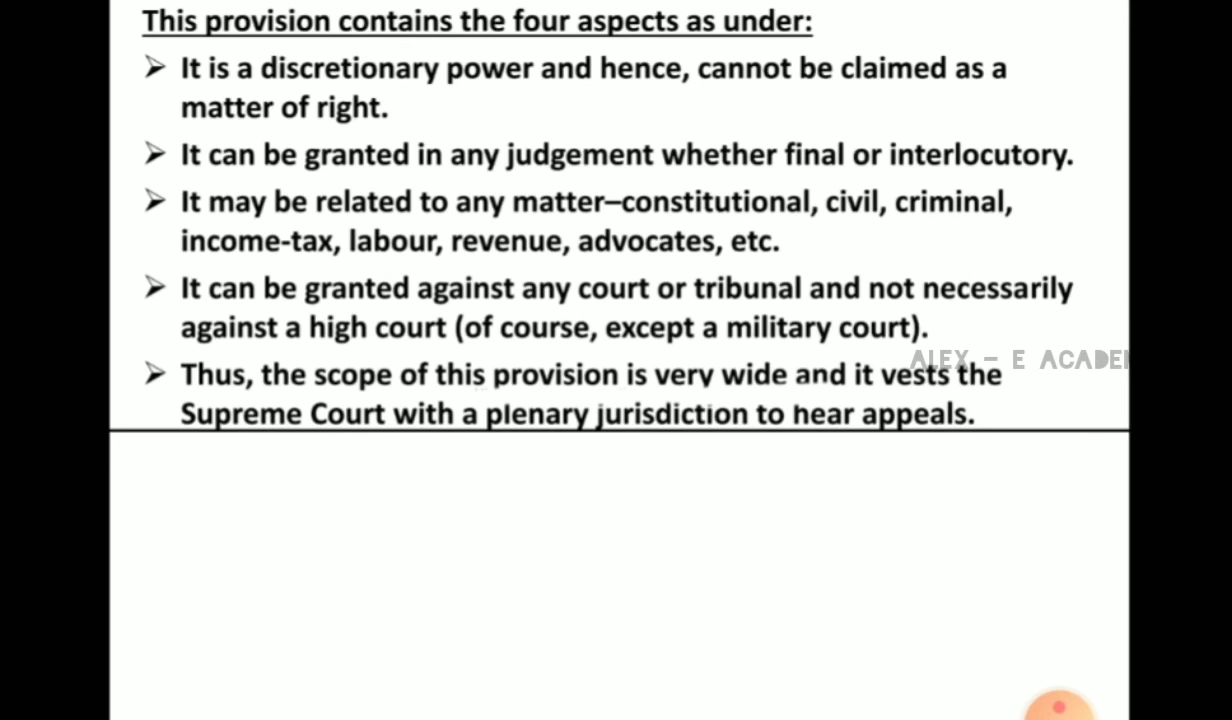 This provision contains the four aspects as under:
➢ It is a discretionary power and hence, cannot be claimed as a
matter of right.
➢ It can be granted in any judgement whether final or interlocutory.
➢ It may be related to any matter–constitutional, civil, criminal,
income-tax, labour, revenue, advocates, etc.
➢ It can be granted against any court or tribunal and not necessarily
against a high court (of course, except a military court).
ALEX – E ACADEM
➢ Thus, the scope of this provision is very wide and it vests the
Supreme Court with a plenary jurisdiction to hear appeals.